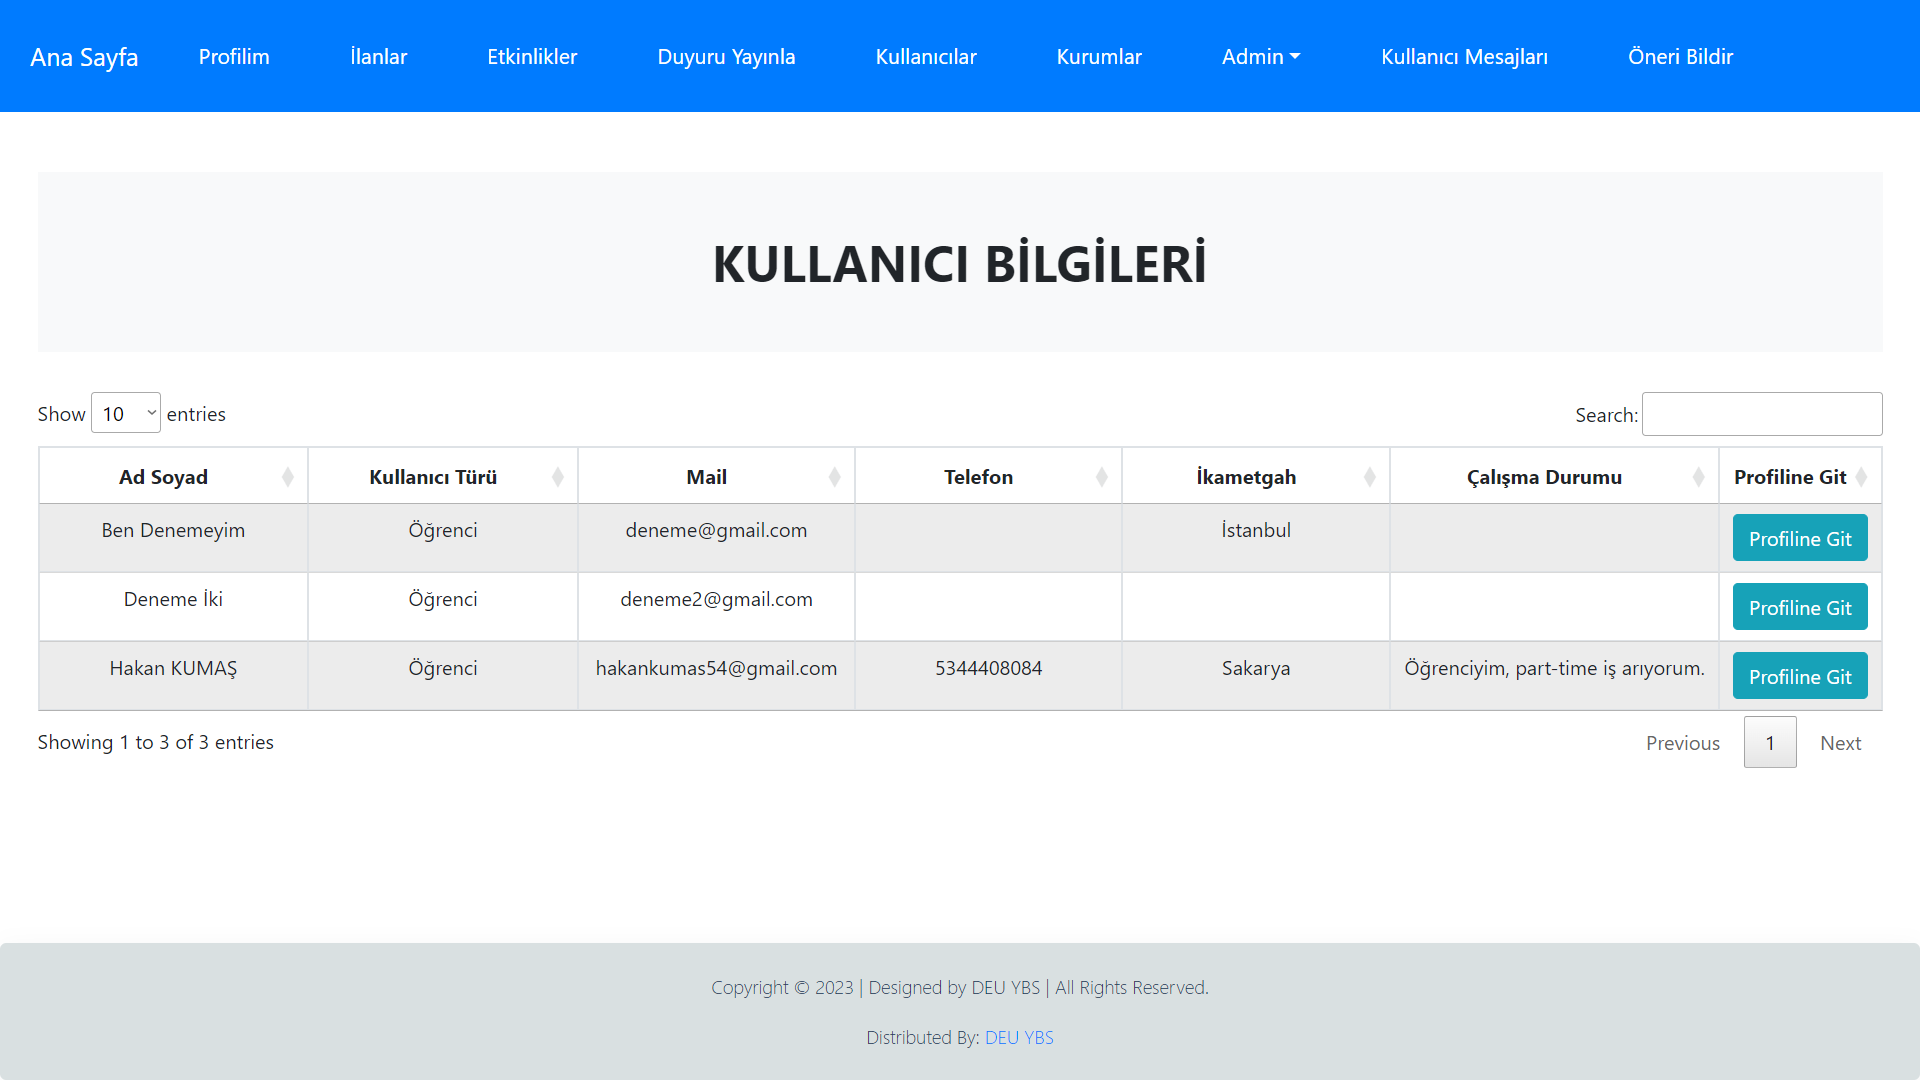 Ana Sayfa Profilim İlanlar Etkinlikler Duyuru Yayınla Kullanıcılar Kurumlar Admin Kullanıcı Mesajları Öneri Bildir
KULLANICI BİLGİLERİ
Show 10 entries Search:
Ad Soyad Kullanıcı Türü Mail Telefon İkametgah Çalışma Durumu Profiline Git
Ben Denemeyim Öğrenci deneme@gmail.com İstanbul Profiline Git
Deneme İki Öğrenci deneme2@gmail.com Profiline Git
Hakan KUMAŞ Öğrenci hakankumas54@gmail.com 5344408084 Sakarya Öğrenciyim, part-time iş arıyorum. Profiline Git
Showing 1 to 3 of 3 entries Previous 1 Next
Copyright © 2023 | Designed by DEU YBS | All Rights Reserved.
Distributed By: DEU YBS